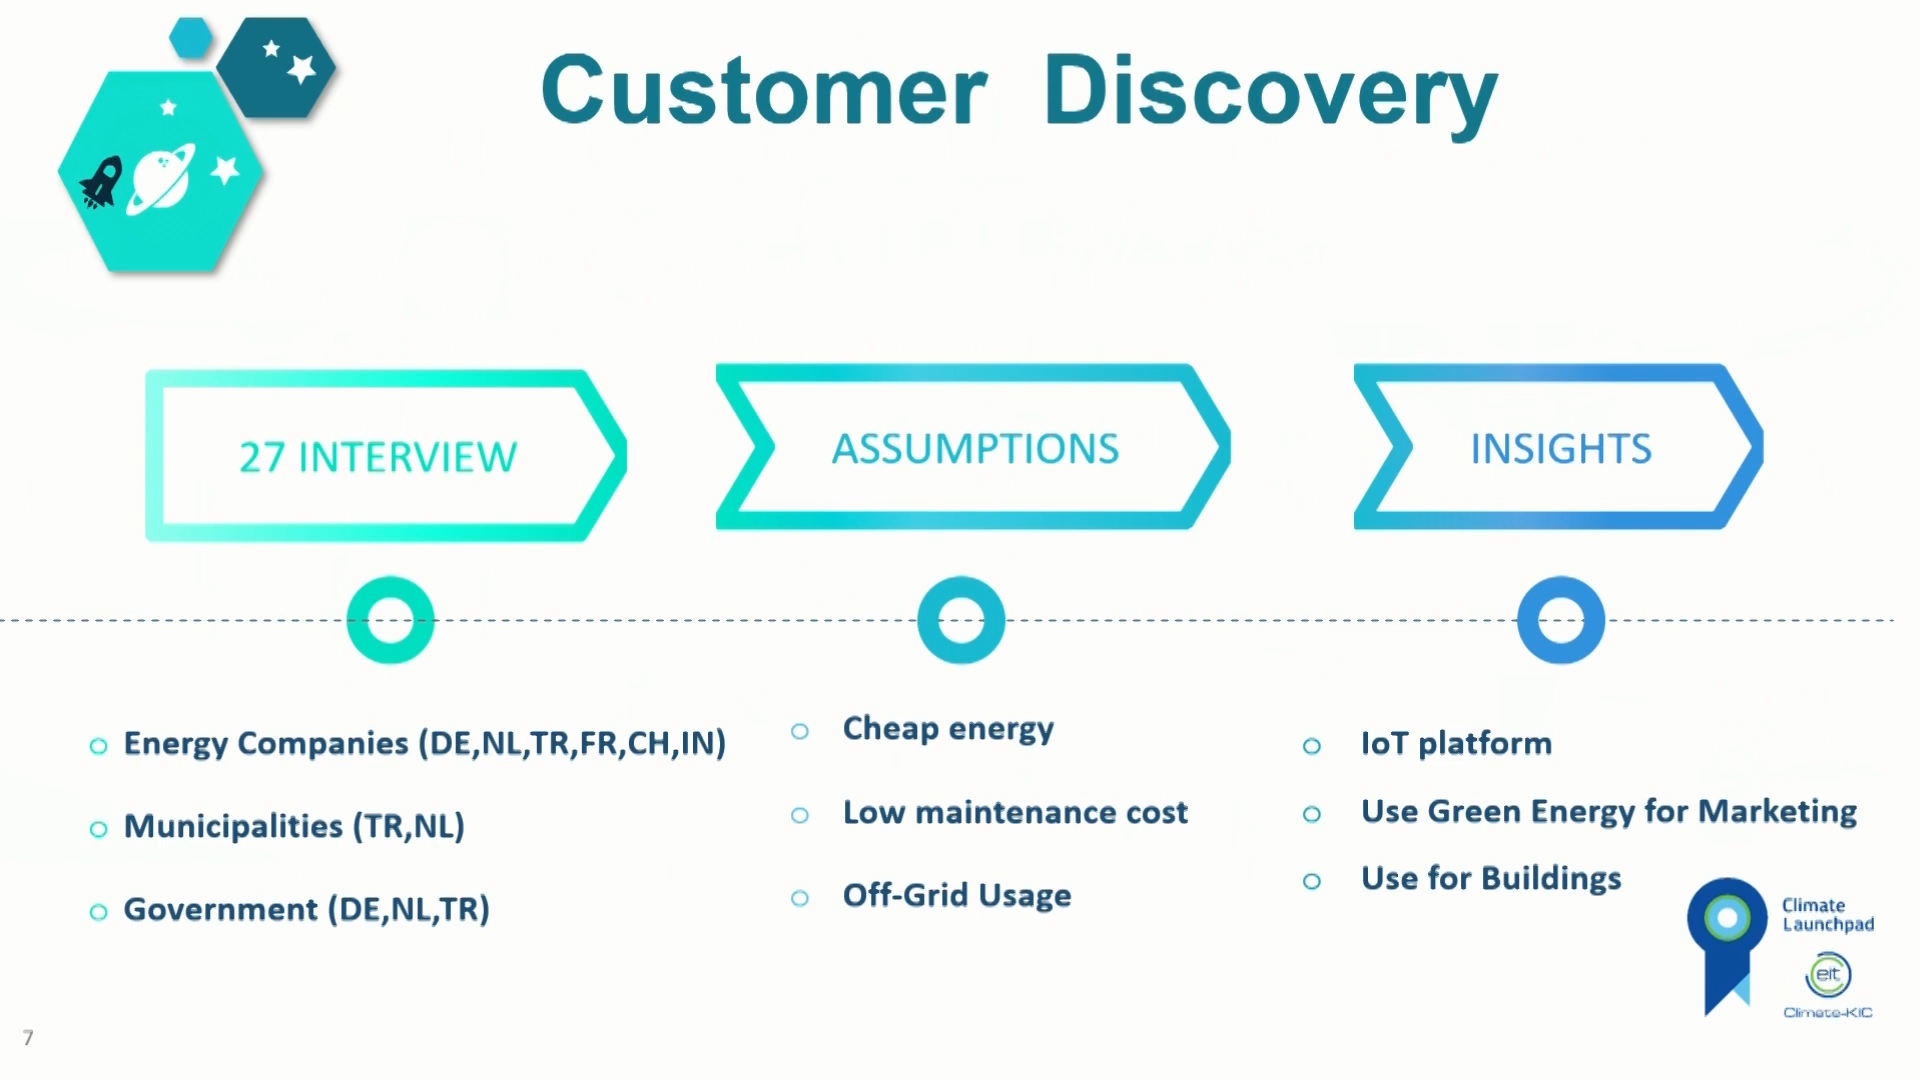 Customer Discovery
27 INTERVIEW
ASSUMPTIONS
INSIGHTS
Energy Companies (DE,NL,TR,FR,CH,IN)
Municipalities (TR,NL)
Government (DE,NL,TR)
Cheap energy
Low maintenance cost
Off-Grid Usage
IoT platform
Use Green Energy for Marketing
Use for Buildings
Climate
Launchpad
eit
Climate-KIC
7